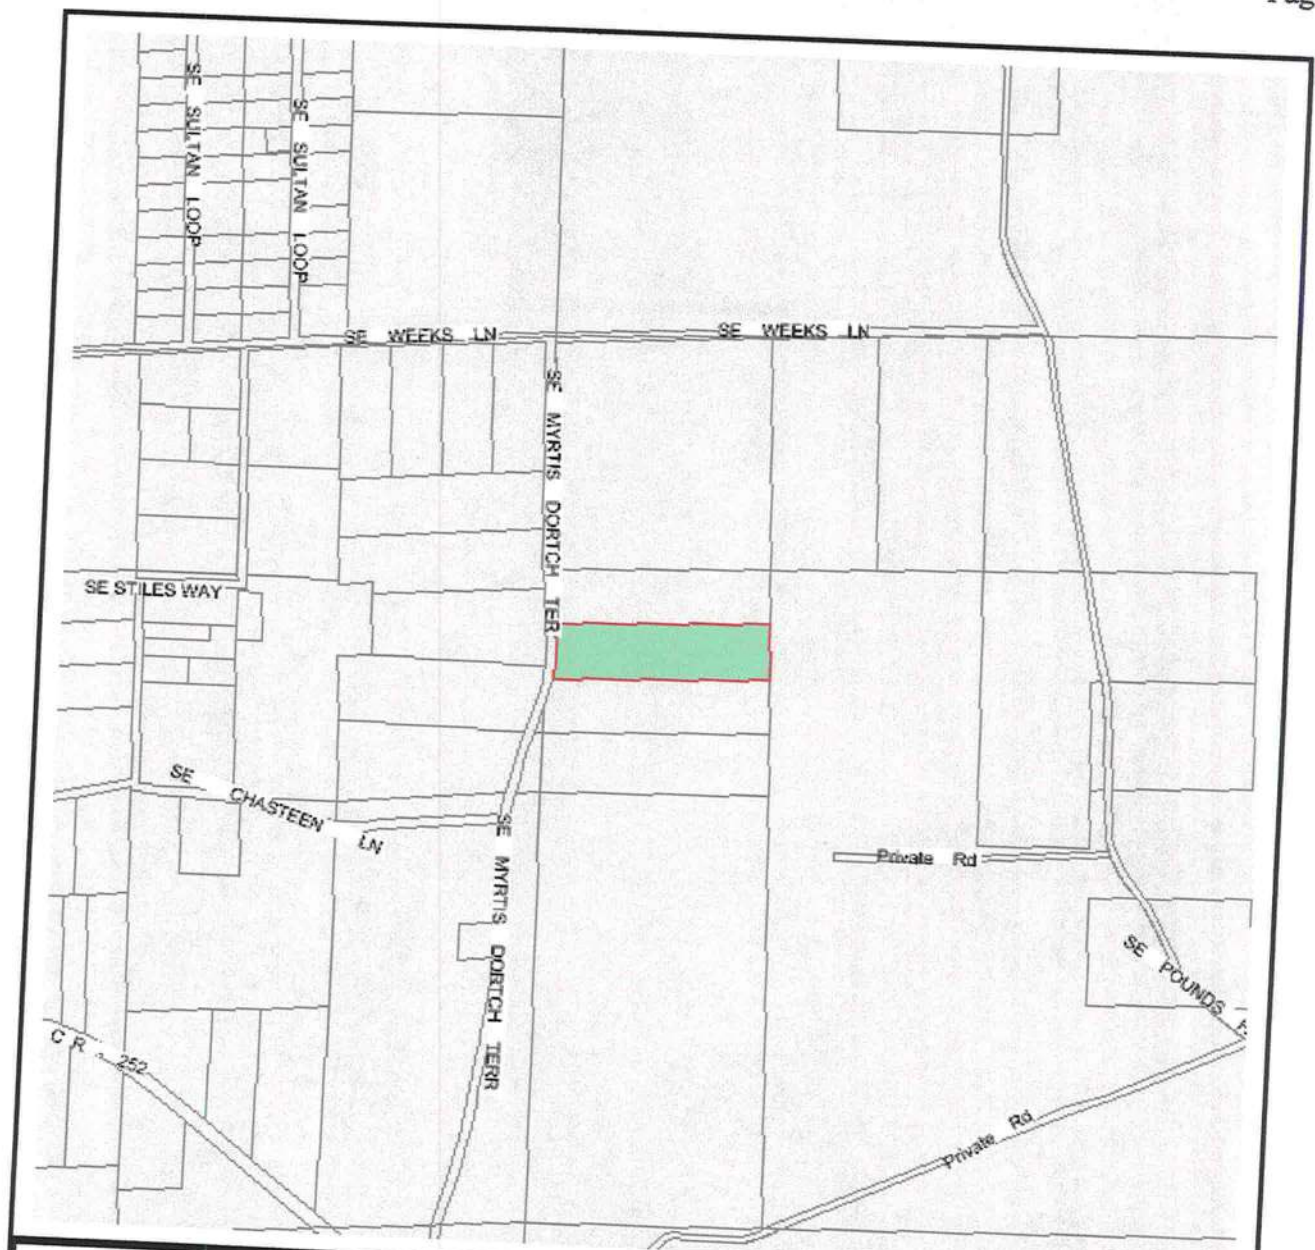 SE SULTAN LOOP
SE SULTAN LOOP
SE WEEKS LN
SE WEEKS LN
SE MYRTIS DORTCH TER
SE STILES WAY
SE CHASTEEN LN
SE MYRTIS DORTCH TERR
Private Rd
SE POUNDS
C R 252
Private Rd